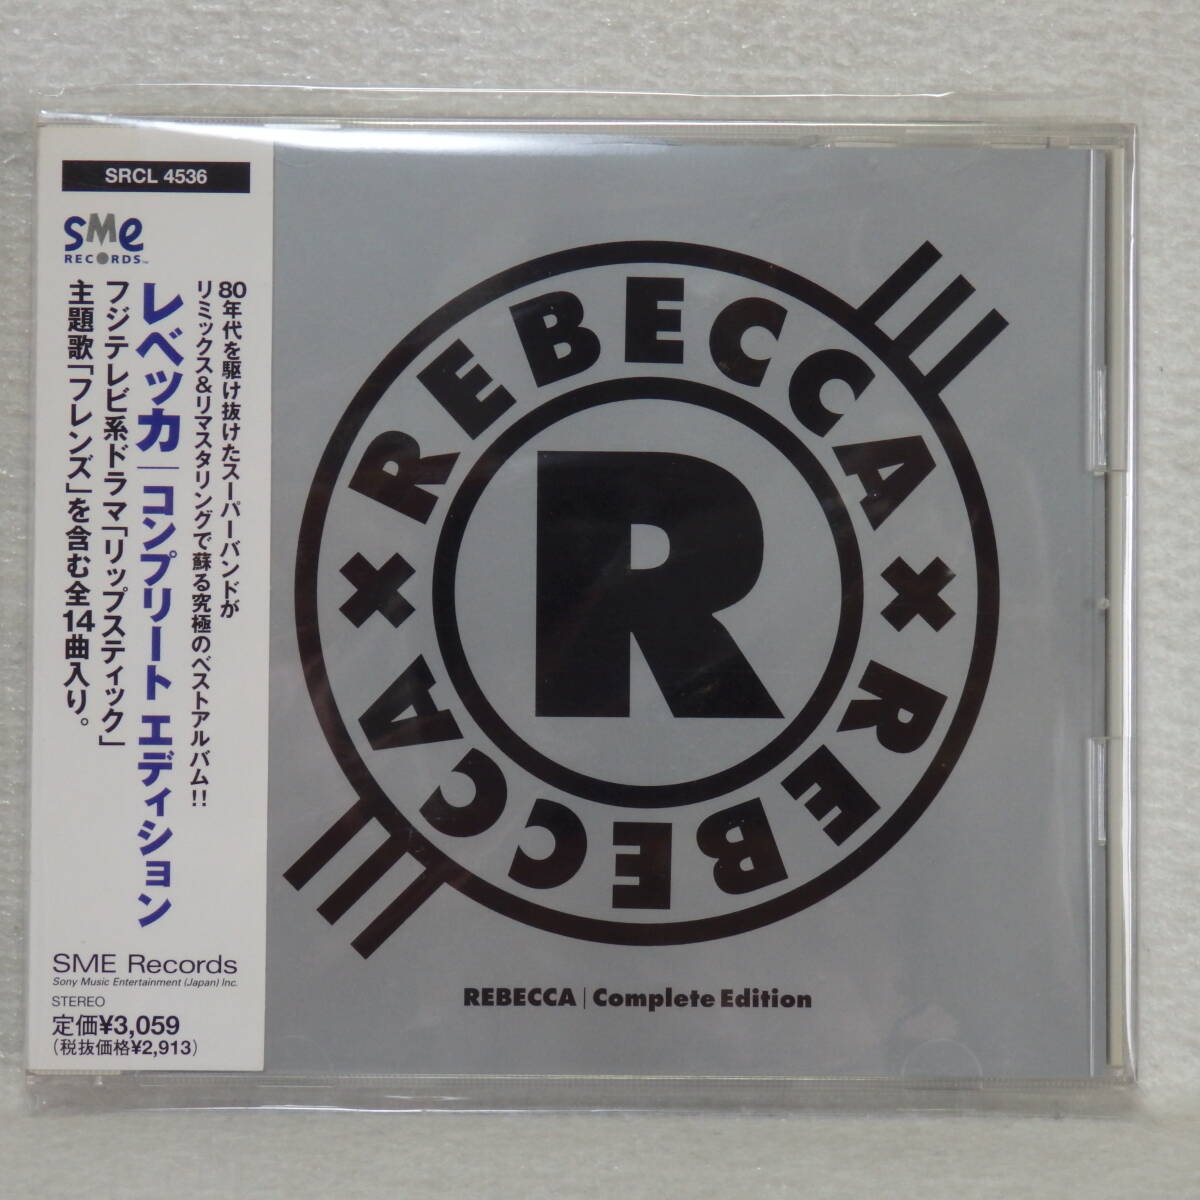 SRCL 4536
SME
RECORDS™
80年代を駆け抜けたスーパーバンドが
リミックス&リマスタリングで蘇る究極のベストアルバム!!
レベッカ|コンプリート エディション
フジテレビ系ドラマ「リップスティック」
主題歌「フレンズ」を含む全14曲入り。
SME Records
Sony Music Entertainment (Japan) Inc.
STEREO
定価¥3,059
(税抜価格¥2,913)
REBECCA×REBECCA×
R
REBECCA|Complete Edition